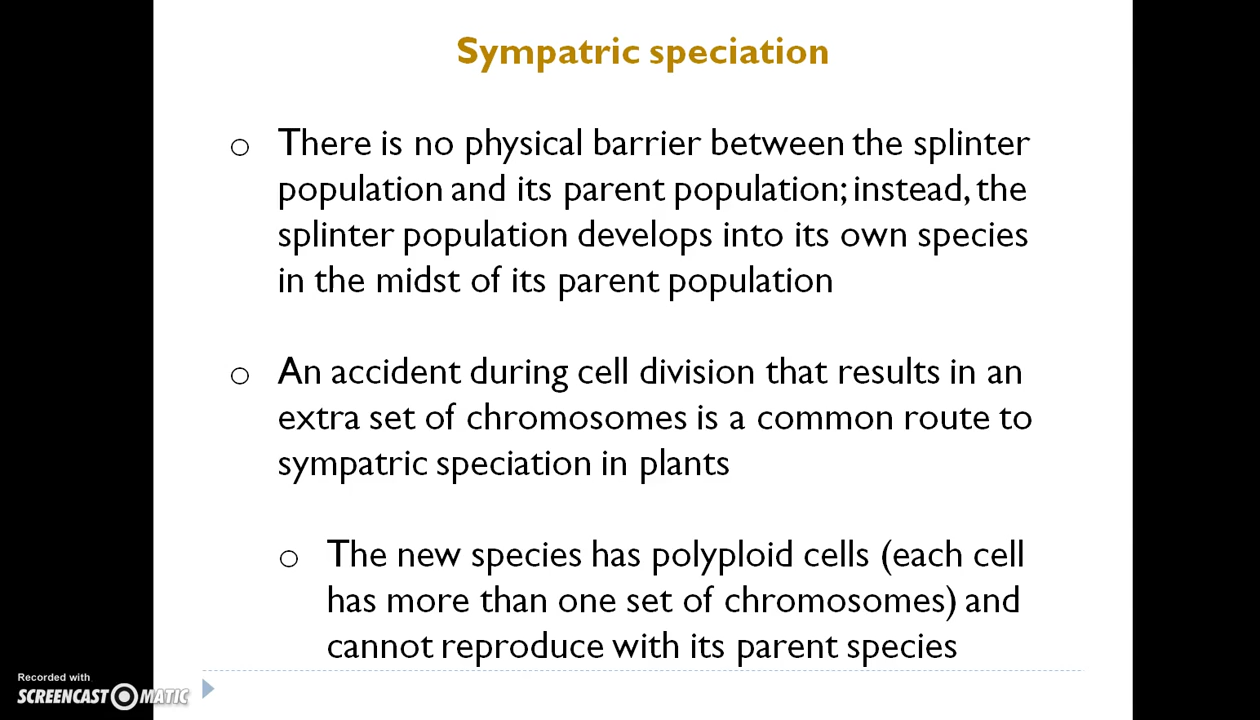 Sympatric speciation
o There is no physical barrier between the splinter
population and its parent population; instead, the
splinter population develops into its own species
in the midst of its parent population
o An accident during cell division that results in an
extra set of chromosomes is a common route to
sympatric speciation in plants
o The new species has polyploid cells (each cell
has more than one set of chromosomes) and
cannot reproduce with its parent species
Recorded with
SCREENCAST MATIC